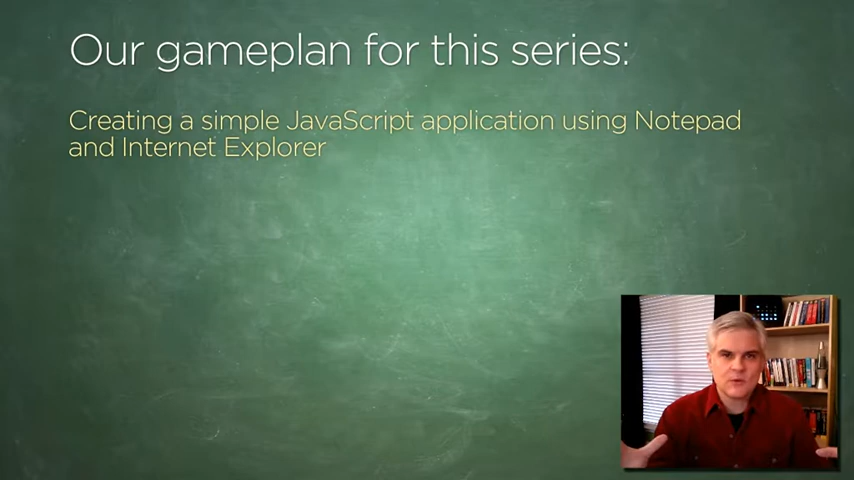 Our gameplan for this series:
Creating a simple JavaScript application using Notepad
and Internet Explorer